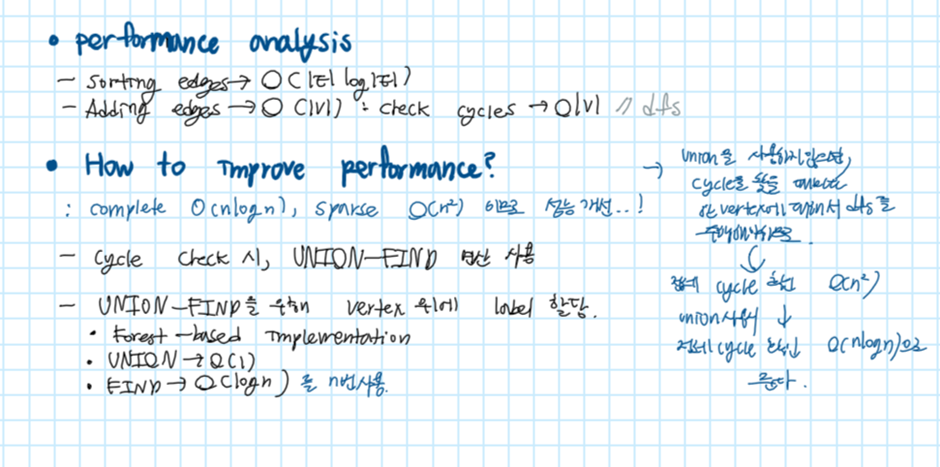 • performance analysis
- Sorting edges → O(|E| log|E|)
- Adding edges → O(|V|) : check cycles → O|V| // dfs
• How to improve performance?
: complete O(nlogn), sparse O(n²) 이므로 성능 개선..!
- cycle check 시, UNION-FIND 연산 사용
- UNION-FIND를 위해 vertex 위에 label 할당.
• Forest-based implementation
• UNION → O(1)
• FIND → O(logn) 를 n번 사용.
→ union을 사용하지 않으면,
cycle을 찾을 때마다
한 vertex에 대해서 dfs를
수행해야하므로.
전체 cycle 확인 O(n²)
union 사용시 ↓
전체 cycle 확인 O(nlogn)으로
준다.